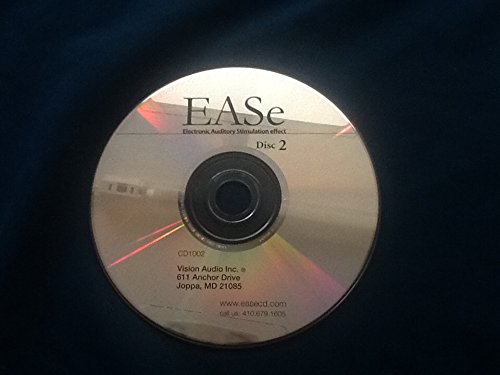 EASe
Electronic Auditory Stimulation effect
Disc 2
CD1002
Vision Audio Inc. ®
611 Anchor Drive
Joppa, MD 21085
www.easecd.com
call us: 410.679.1605